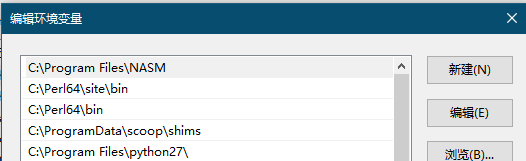 编辑环境变量
C:\Program Files\NASM
新建(N)
C:\Perl64\site\bin
C:\Perl64\bin
编辑(E)
C:\ProgramData\scoop\shims
C:\Program Files\python27\
浏览(B)...